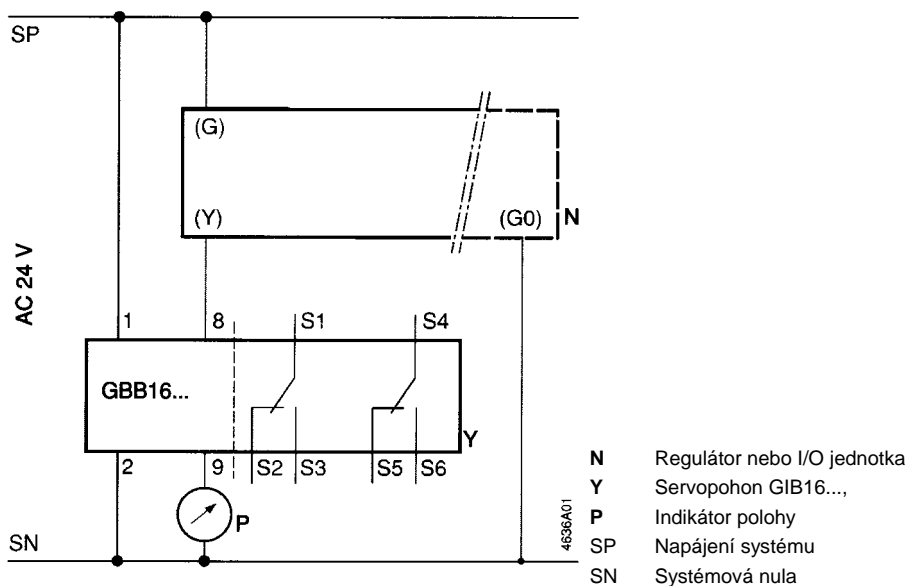 SP
(G)
(Y)
(G0)
N
AC 24 V
1
8
S1
S4
GBB16...
Y
2
9
S2
S3
S5
S6
P
SN
4636A01
N Regulátor nebo I/O jednotka
Y Servopohon GIB16...,
P Indikátor polohy
SP Napájení systému
SN Systémová nula